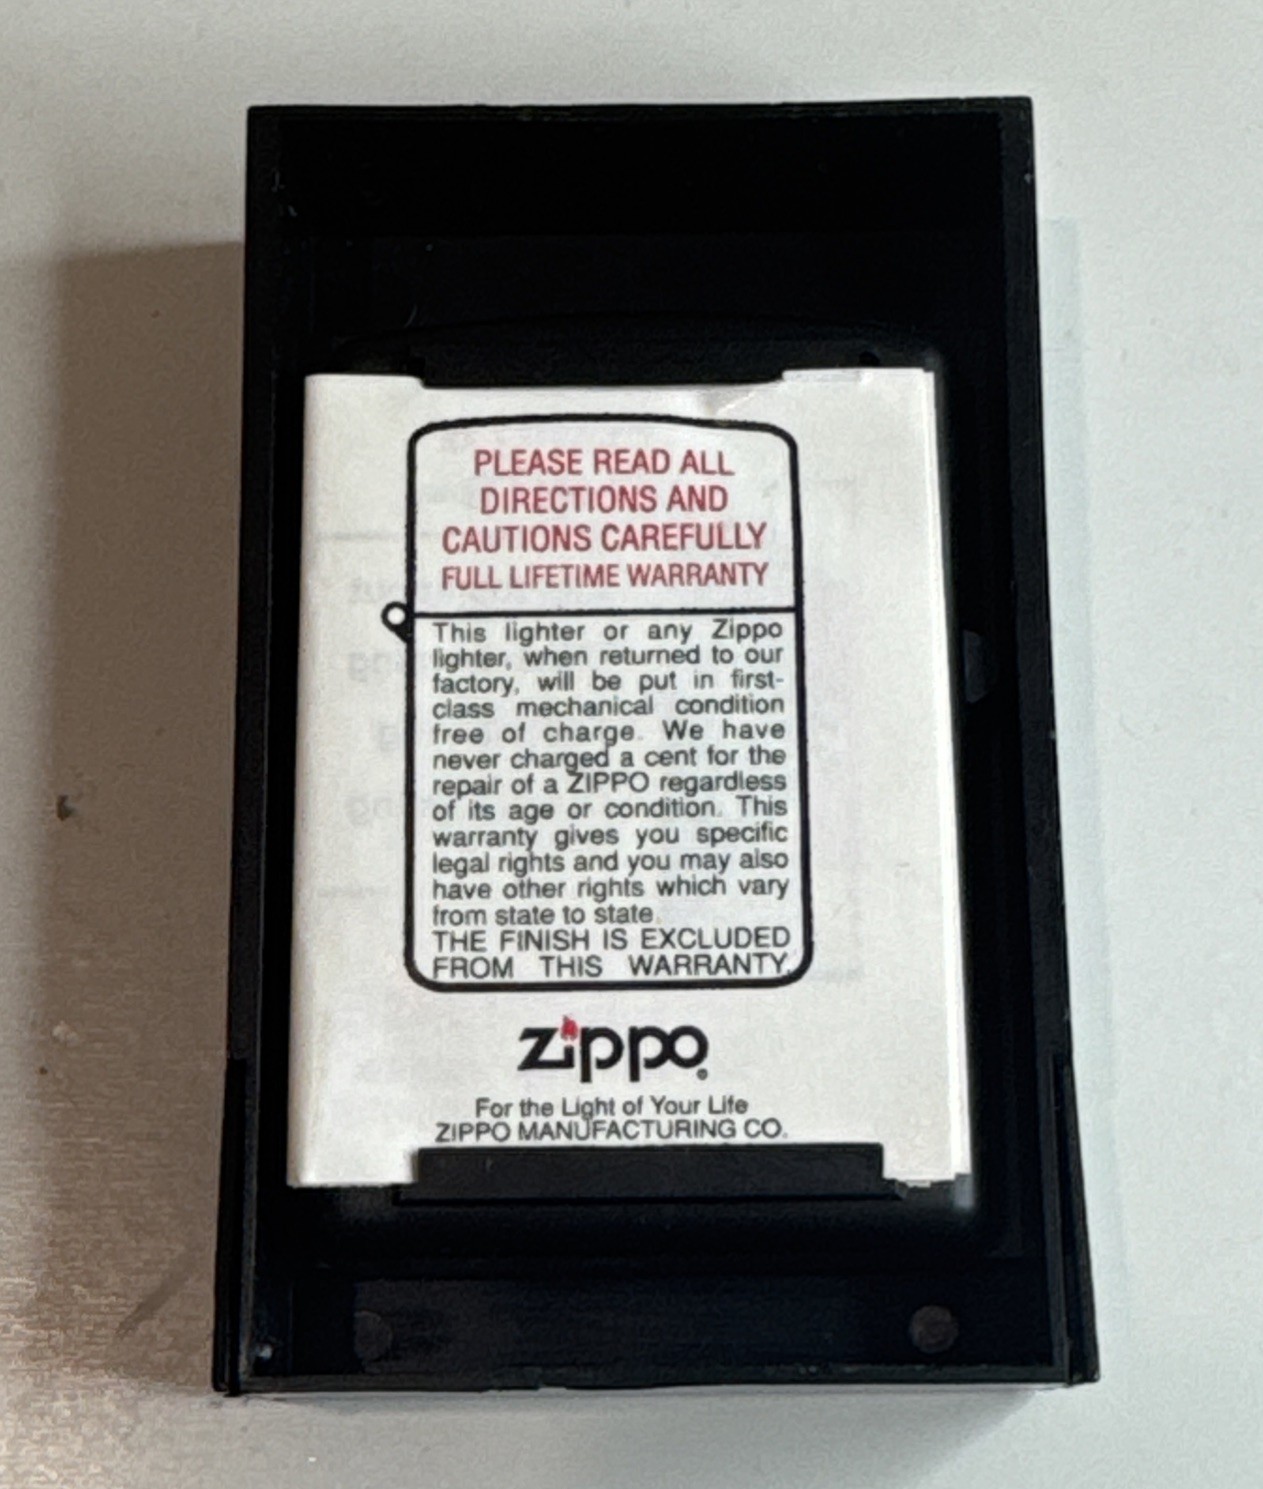 PLEASE READ ALL
DIRECTIONS AND
CAUTIONS CAREFULLY
FULL LIFETIME WARRANTY
This lighter or any Zippo
lighter, when returned to our
factory, will be put in first-
class mechanical condition
free of charge. We have
never charged a cent for the
repair of a ZIPPO regardless
of its age or condition. This
warranty gives you specific
legal rights and you may also
have other rights which vary
from state to state.
THE FINISH IS EXCLUDED
FROM THIS WARRANTY.
zippo®
For the Light of Your Life
ZIPPO MANUFACTURING CO.